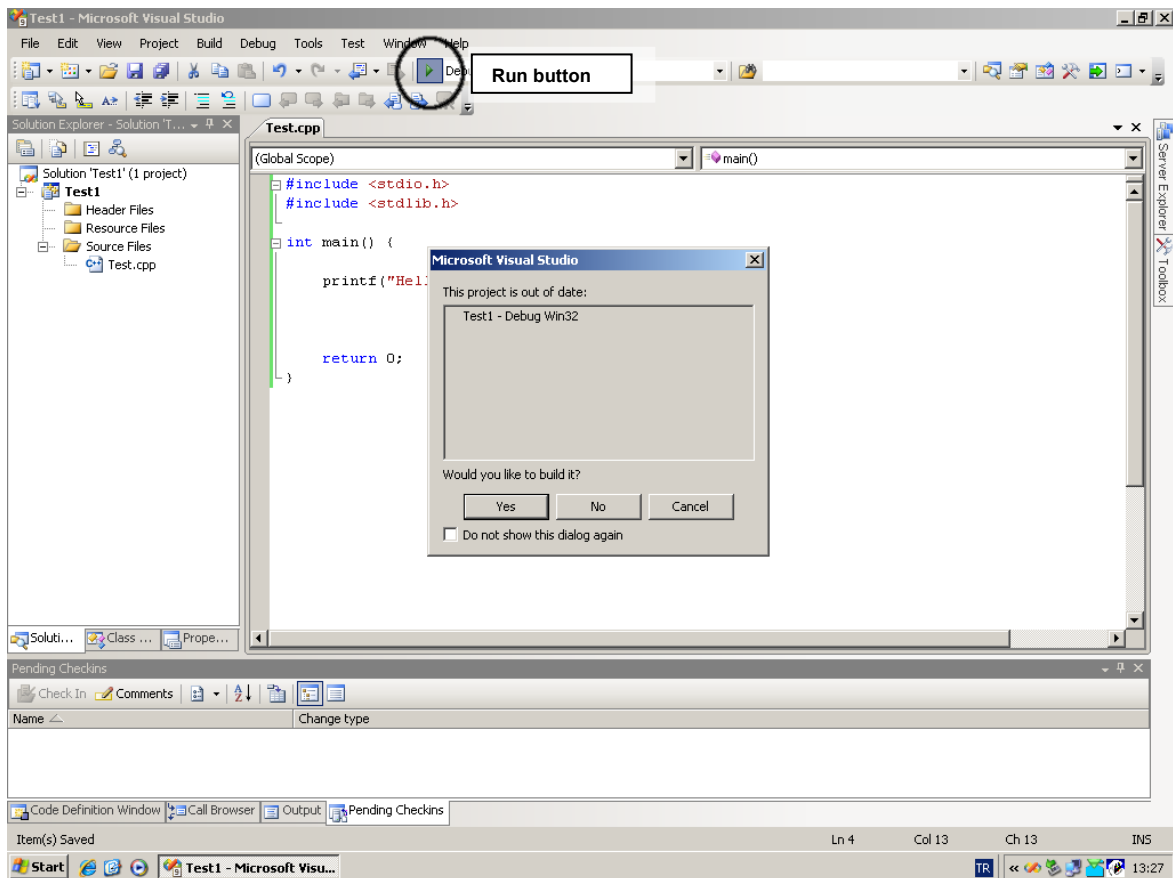 Test1 - Microsoft Visual Studio
File Edit View Project Build Debug Tools Test Window Help
Run button
Solution Explorer - Solution 'T...
Test.cpp
(Global Scope)
main()
Solution 'Test1' (1 project)
Test1
Header Files
Resource Files
Source Files
Test.cpp
#include <stdio.h>
#include <stdlib.h>
int main() {
printf("Hell
return 0;
}
Microsoft Visual Studio
This project is out of date:
Test1 - Debug Win32
Would you like to build it?
Yes No Cancel
Do not show this dialog again
Server Explorer
Toolbox
Soluti... Class ... Prope...
Pending Checkins
Check In Comments
Name Change type
Code Definition Window Call Browser Output Pending Checkins
Item(s) Saved Ln 4 Col 13 Ch 13 INS
Start Test1 - Microsoft Visu... TR « 13:27